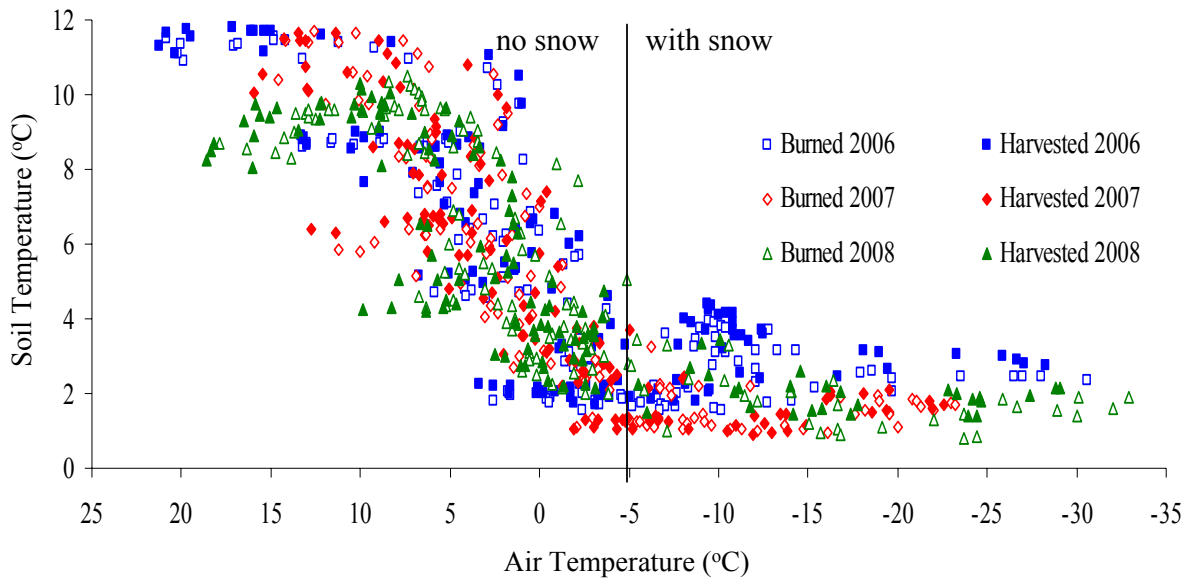 no snow with snow
Burned 2006 Harvested 2006
Burned 2007 Harvested 2007
Burned 2008 Harvested 2008
12
10
8
6
4
2
0
Soil Temperature (°C)
25 20 15 10 5 0 -5 -10 -15 -20 -25 -30 -35
Air Temperature (°C)